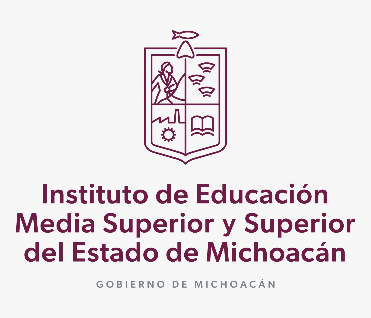 Instituto de Educación
Media Superior y Superior
del Estado de Michoacán
GOBIERNO DE MICHOACÁN